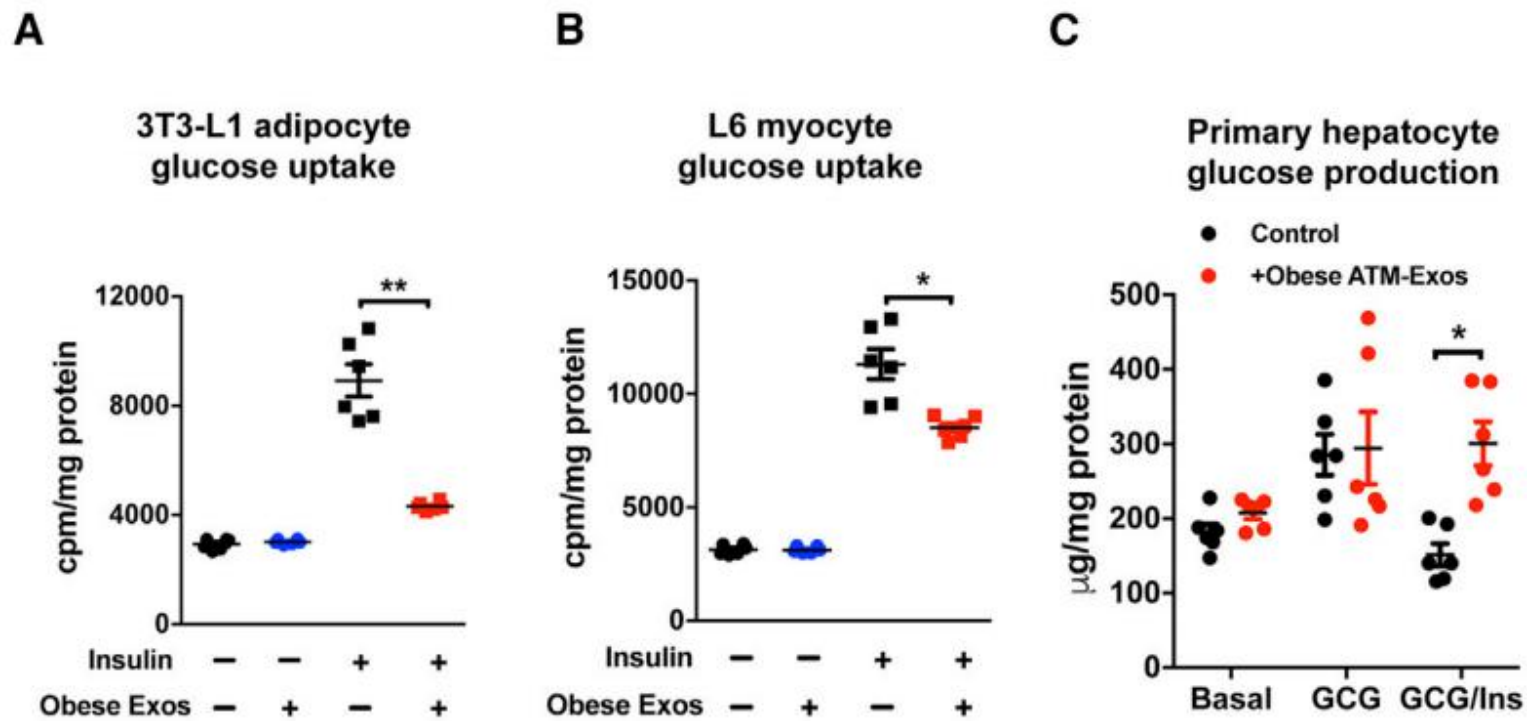 A
3T3-L1 adipocyte
glucose uptake
**
12000
8000
4000
0
cpm/mg protein
Insulin − − + +
Obese Exos − + − +
B
L6 myocyte
glucose uptake
*
15000
10000
5000
0
cpm/mg protein
Insulin − − + +
Obese Exos − + − +
C
Primary hepatocyte
glucose production
Control
+Obese ATM-Exos
*
500
400
300
200
100
0
μg/mg protein
Basal GCG GCG/Ins